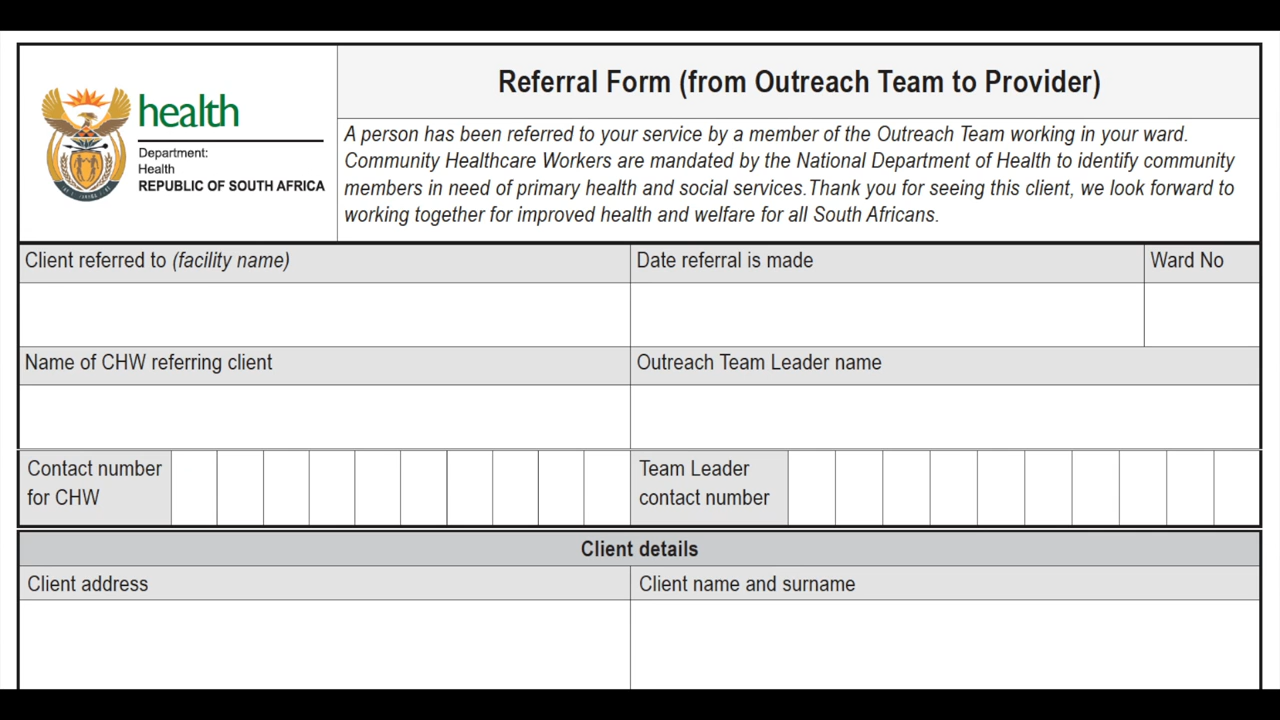 health
Department:
Health
REPUBLIC OF SOUTH AFRICA
Referral Form (from Outreach Team to Provider)
A person has been referred to your service by a member of the Outreach Team working in your ward.
Community Healthcare Workers are mandated by the National Department of Health to identify community
members in need of primary health and social services.Thank you for seeing this client, we look forward to
working together for improved health and welfare for all South Africans.
Client referred to (facility name)
Date referral is made
Ward No
Name of CHW referring client
Outreach Team Leader name
Contact number
for CHW
Team Leader
contact number
Client details
Client address
Client name and surname